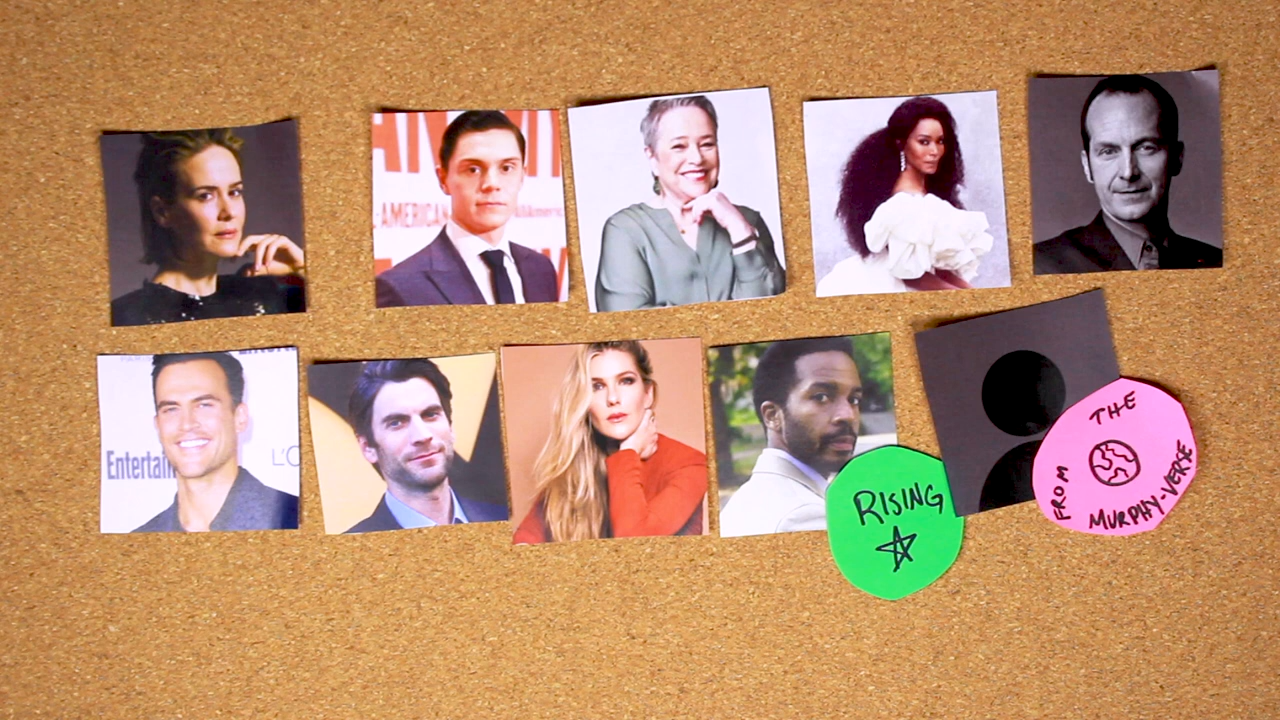 -AMERICAN
Entertain
L'O
RISING
THE
FROM
MURPHY-VERSE